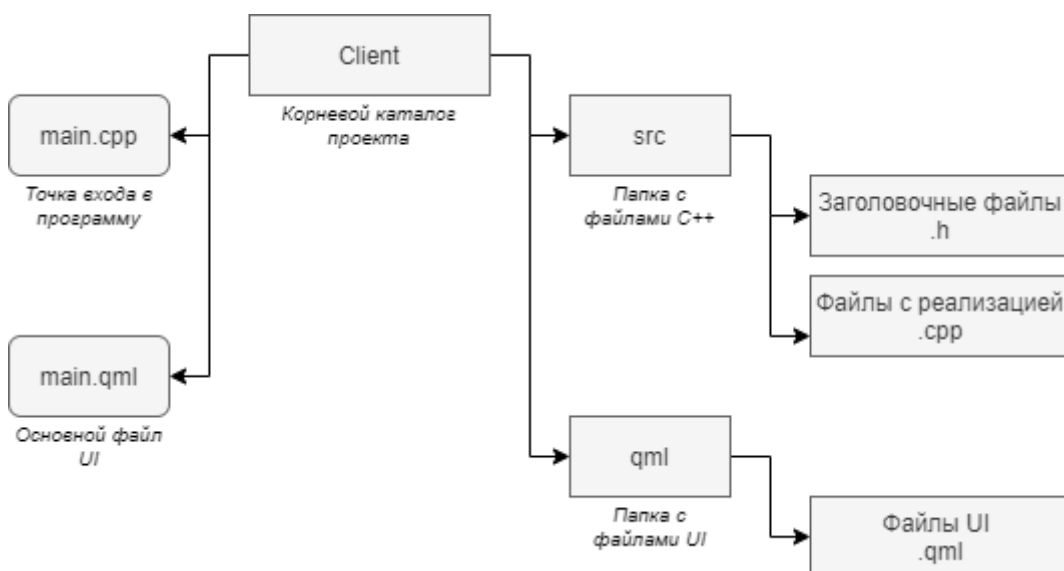 Client
Корневой каталог
проекта
main.cpp
Точка входа в
программу
main.qml
Основной файл
UI
src
Папка с
файлами C++
Заголовочные файлы
.h
Файлы с реализацией
.cpp
qml
Папка с
файлами UI
Файлы UI
.qml